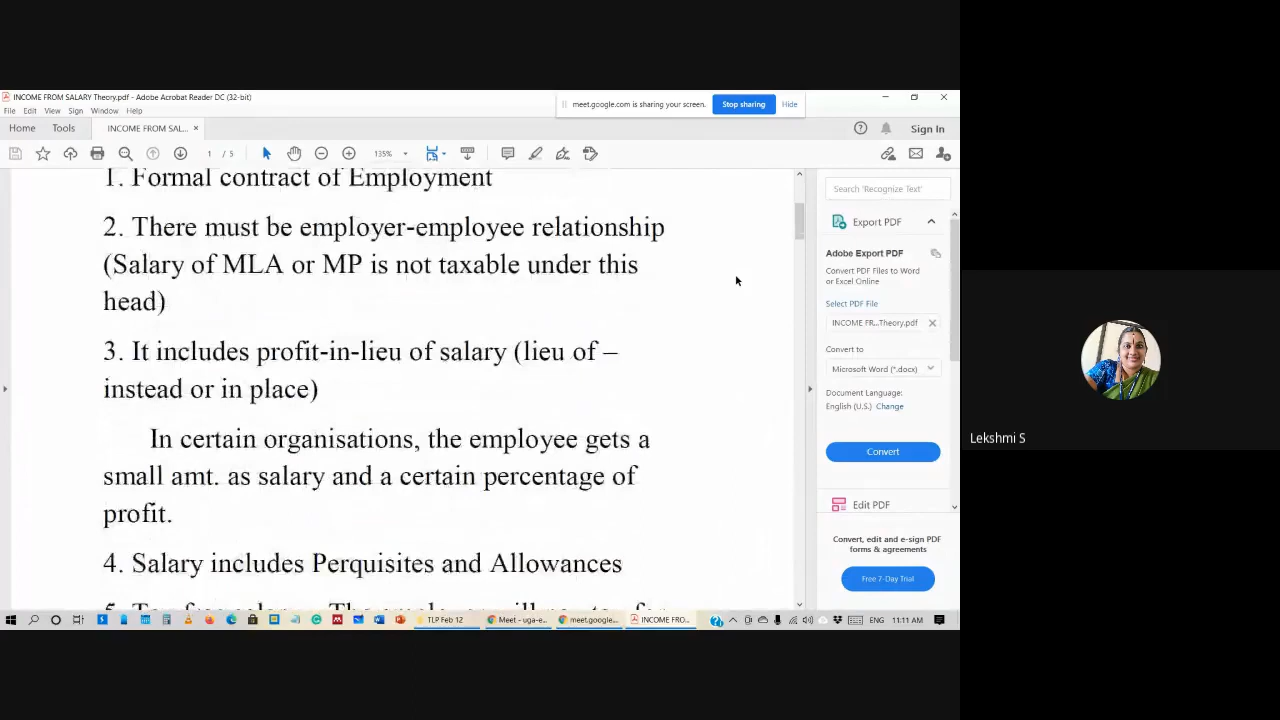 INCOME FROM SALARY Theory.pdf - Adobe Acrobat Reader DC (32-bit)
meet.google.com is sharing your screen. Stop sharing Hide
File Edit View Sign Window Help
Home Tools INCOME FROM SAL... × Sign In
1 / 5 135%
1. Formal contract of Employment
2. There must be employer-employee relationship
(Salary of MLA or MP is not taxable under this
head)
3. It includes profit-in-lieu of salary (lieu of –
instead or in place)
In certain organisations, the employee gets a
small amt. as salary and a certain percentage of
profit.
4. Salary includes Perquisites and Allowances
Search 'Recognize Text'
Export PDF
Adobe Export PDF
Convert PDF Files to Word
or Excel Online
Select PDF File
INCOME FR...Theory.pdf
Convert to
Microsoft Word (*.docx)
Document Language:
English (U.S.) Change
Convert
Edit PDF
Convert, edit and e-sign PDF
forms & agreements
Free 7-Day Trial
Lekshmi S
TLP Feb 12 Meet - uga-e... meet.google... INCOME FRO... ENG 11:11 AM